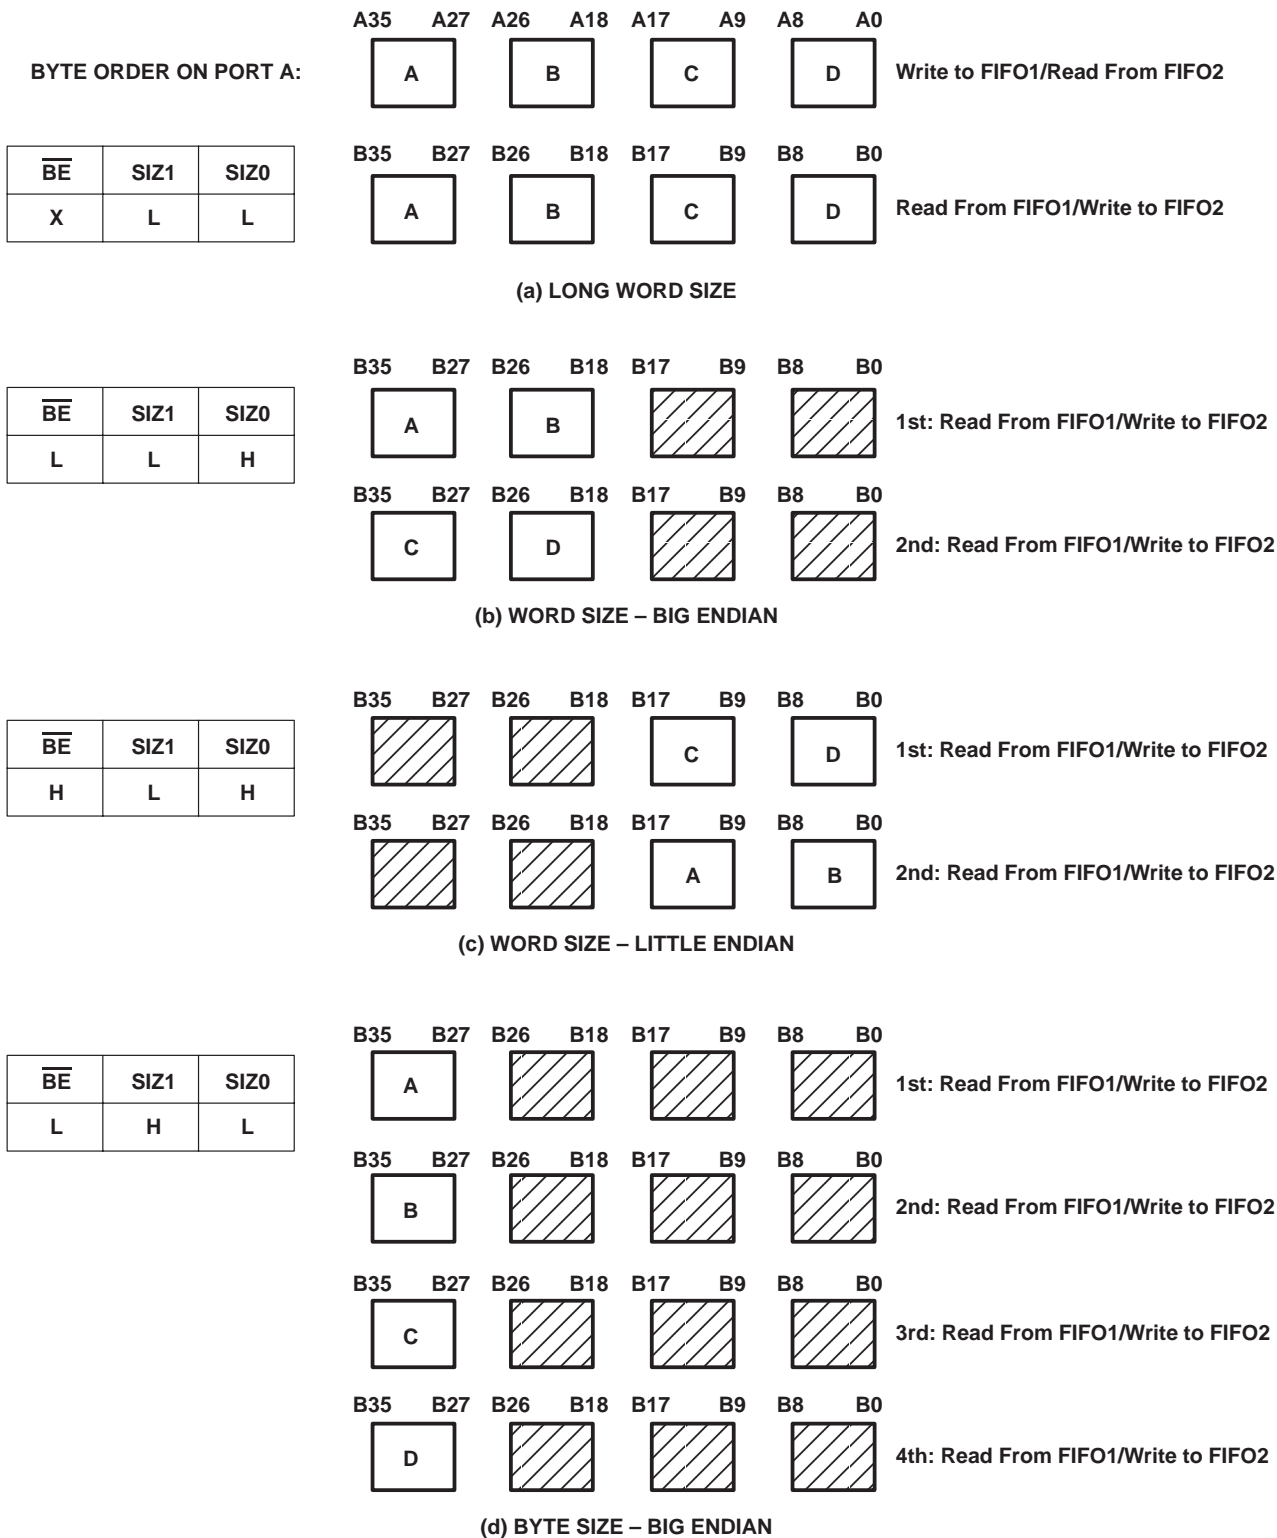 A35 A27 A26 A18 A17 A9 A8 A0
BYTE ORDER ON PORT A: A B C D Write to FIFO1/Read From FIFO2
B35 B27 B26 B18 B17 B9 B8 B0
BE SIZ1 SIZ0
X L L A B C D Read From FIFO1/Write to FIFO2
(a) LONG WORD SIZE
B35 B27 B26 B18 B17 B9 B8 B0
BE SIZ1 SIZ0 A B 1st: Read From FIFO1/Write to FIFO2
L L H
B35 B27 B26 B18 B17 B9 B8 B0
C D 2nd: Read From FIFO1/Write to FIFO2
(b) WORD SIZE – BIG ENDIAN
B35 B27 B26 B18 B17 B9 B8 B0
BE SIZ1 SIZ0 C D 1st: Read From FIFO1/Write to FIFO2
H L H
B35 B27 B26 B18 B17 B9 B8 B0
A B 2nd: Read From FIFO1/Write to FIFO2
(c) WORD SIZE – LITTLE ENDIAN
B35 B27 B26 B18 B17 B9 B8 B0
BE SIZ1 SIZ0 A 1st: Read From FIFO1/Write to FIFO2
L H L
B35 B27 B26 B18 B17 B9 B8 B0
B 2nd: Read From FIFO1/Write to FIFO2
B35 B27 B26 B18 B17 B9 B8 B0
C 3rd: Read From FIFO1/Write to FIFO2
B35 B27 B26 B18 B17 B9 B8 B0
D 4th: Read From FIFO1/Write to FIFO2
(d) BYTE SIZE – BIG ENDIAN